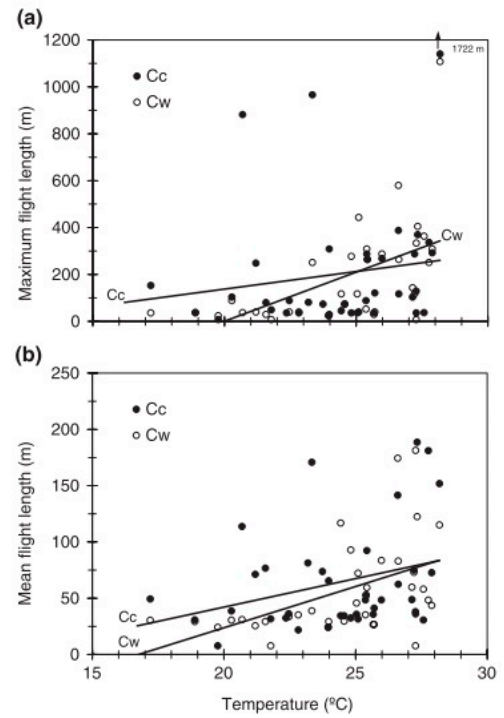 (a)
1200
1722 m
Cc
Cw
1000
800
600
400
200
0
Maximum flight length (m)
Cc
Cw
(b)
250
Cc
Cw
200
150
100
50
0
Mean flight length (m)
Cc
Cw
15 20 25 30
Temperature (ºC)